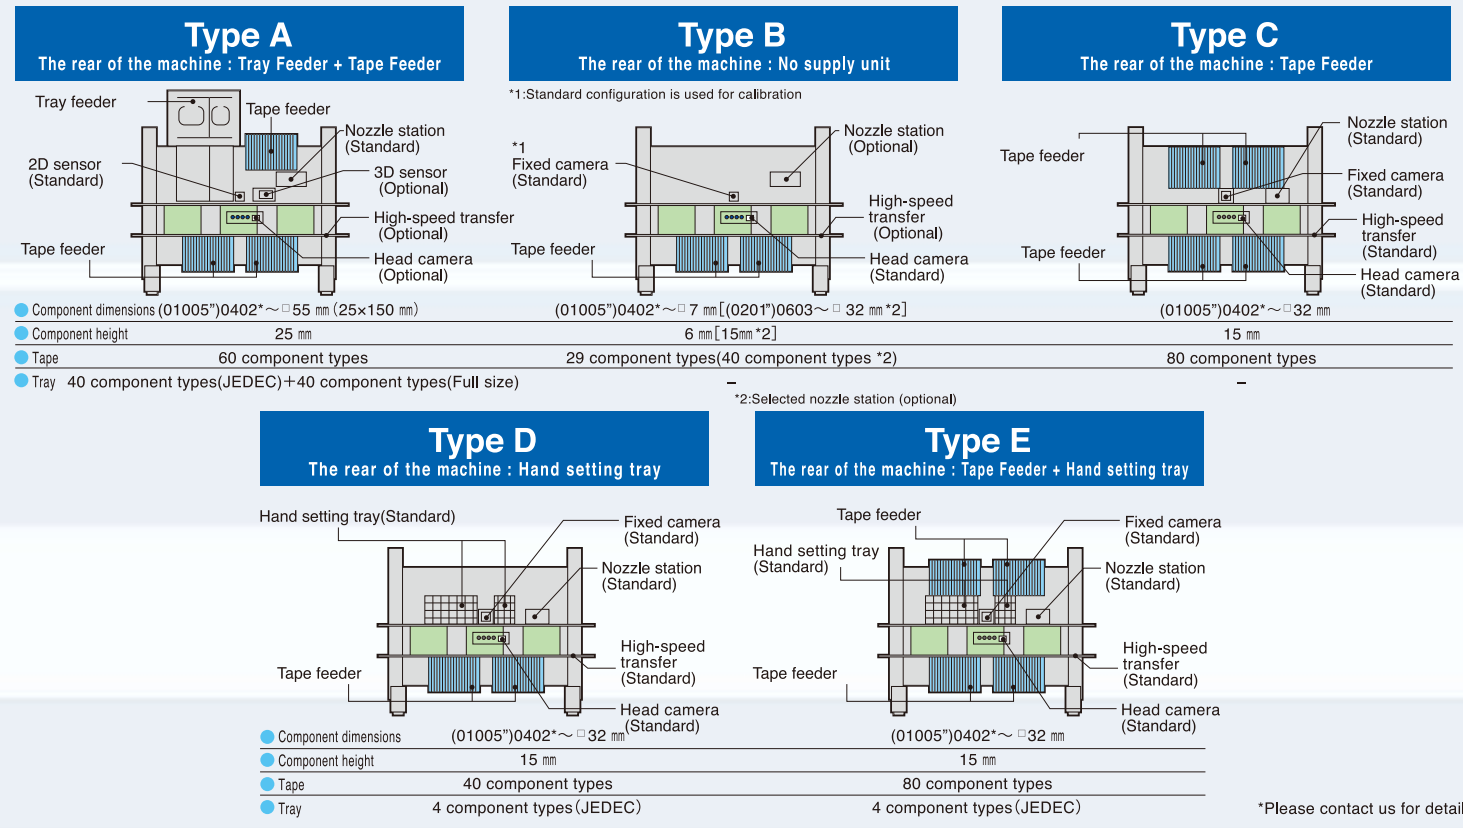 Type A
The rear of the machine : Tray Feeder + Tape Feeder
Tray feeder
Tape feeder
Nozzle station
(Standard)
2D sensor
(Standard)
3D sensor
(Optional)
High-speed transfer
(Optional)
Tape feeder
Head camera
(Optional)
Type B
The rear of the machine : No supply unit
*1:Standard configuration is used for calibration
Nozzle station
(Optional)
*1
Fixed camera
(Standard)
High-speed
transfer
(Optional)
Tape feeder
Head camera
(Standard)
Type C
The rear of the machine : Tape Feeder
Nozzle station
(Standard)
Tape feeder
Fixed camera
(Standard)
High-speed
transfer
(Standard)
Tape feeder
Head camera
(Standard)
Component dimensions (01005”)0402*～□55 ㎜ (25×150 ㎜) (01005”)0402*～□7 ㎜[(0201”)0603～□ 32 ㎜*2] (01005”)0402*～□32 ㎜
Component height 25 ㎜ 6 ㎜[15㎜*2] 15 ㎜
Tape 60 component types 29 component types(40 component types *2) 80 component types
Tray 40 component types(JEDEC)＋40 component types(Full size) – –
*2:Selected nozzle station (optional)
Type D
The rear of the machine : Hand setting tray
Hand setting tray(Standard)
Fixed camera
(Standard)
Nozzle station
(Standard)
High-speed
transfer
(Standard)
Tape feeder
Head camera
(Standard)
Type E
The rear of the machine : Tape Feeder + Hand setting tray
Tape feeder
Fixed camera
(Standard)
Hand setting tray
(Standard)
Nozzle station
(Standard)
High-speed
transfer
(Standard)
Tape feeder
Head camera
(Standard)
Component dimensions (01005”)0402*～□32 ㎜ (01005”)0402*～□32 ㎜
Component height 15 ㎜ 15 ㎜
Tape 40 component types 80 component types
Tray 4 component types(JEDEC) 4 component types(JEDEC)
*Please contact us for detail